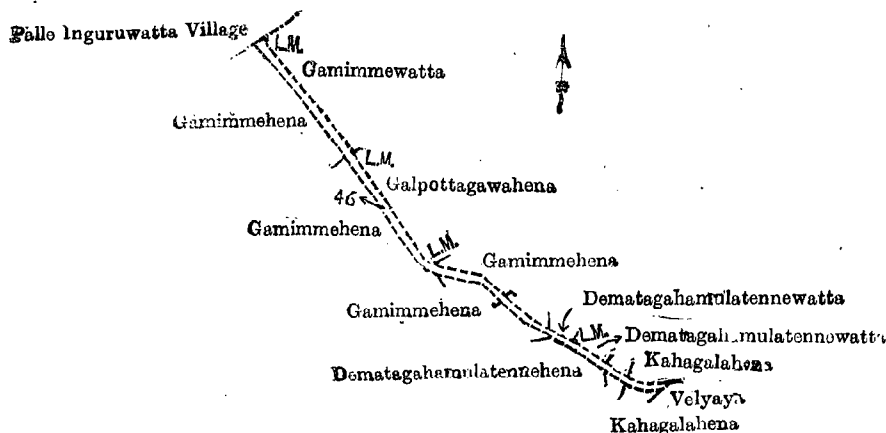 Palle Inguruwatta Village
L.M.
Gamimmewatta
Gamimmehena
L.M.
Galpottagawahena
46
Gamimmehena
L.M.
Gamimmehena
Gamimmehena
Dematagahamulatennewatta
L.M.
Dematagahamulatennewatta
Kahagalahena
Dematagahamulatennehena
Velyaya
Kahagalahena